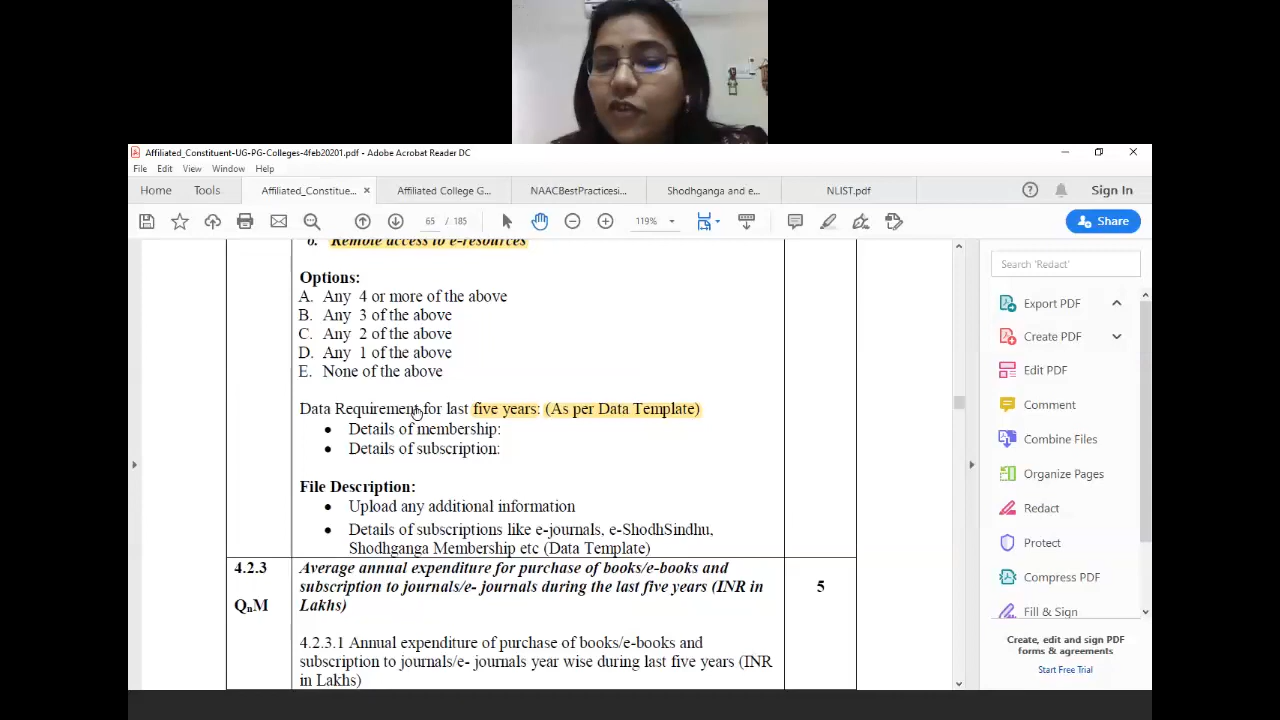 Affiliated_Constituent-UG-PG-Colleges-4feb20201.pdf - Adobe Acrobat Reader DC
File Edit View Window Help
Home Tools Affiliated_Constitue... × Affiliated College G... NAACBestPracticesi... Shodhganga and e... NLIST.pdf Sign In
65 / 185 119% Share
6. Remote access to e-resources
Options:
A. Any 4 or more of the above
B. Any 3 of the above
C. Any 2 of the above
D. Any 1 of the above
E. None of the above
Data Requirement for last five years: (As per Data Template)
• Details of membership:
• Details of subscription:
File Description:
• Upload any additional information
• Details of subscriptions like e-journals, e-ShodhSindhu,
Shodhganga Membership etc (Data Template)
4.2.3 Average annual expenditure for purchase of books/e-books and
subscription to journals/e- journals during the last five years (INR in
QnM Lakhs)
5
4.2.3.1 Annual expenditure of purchase of books/e-books and
subscription to journals/e- journals year wise during last five years (INR
in Lakhs)
Search 'Redact'
Export PDF
Create PDF
Edit PDF
Comment
Combine Files
Organize Pages
Redact
Protect
Compress PDF
Fill & Sign
Create, edit and sign PDF
forms & agreements
Start Free Trial